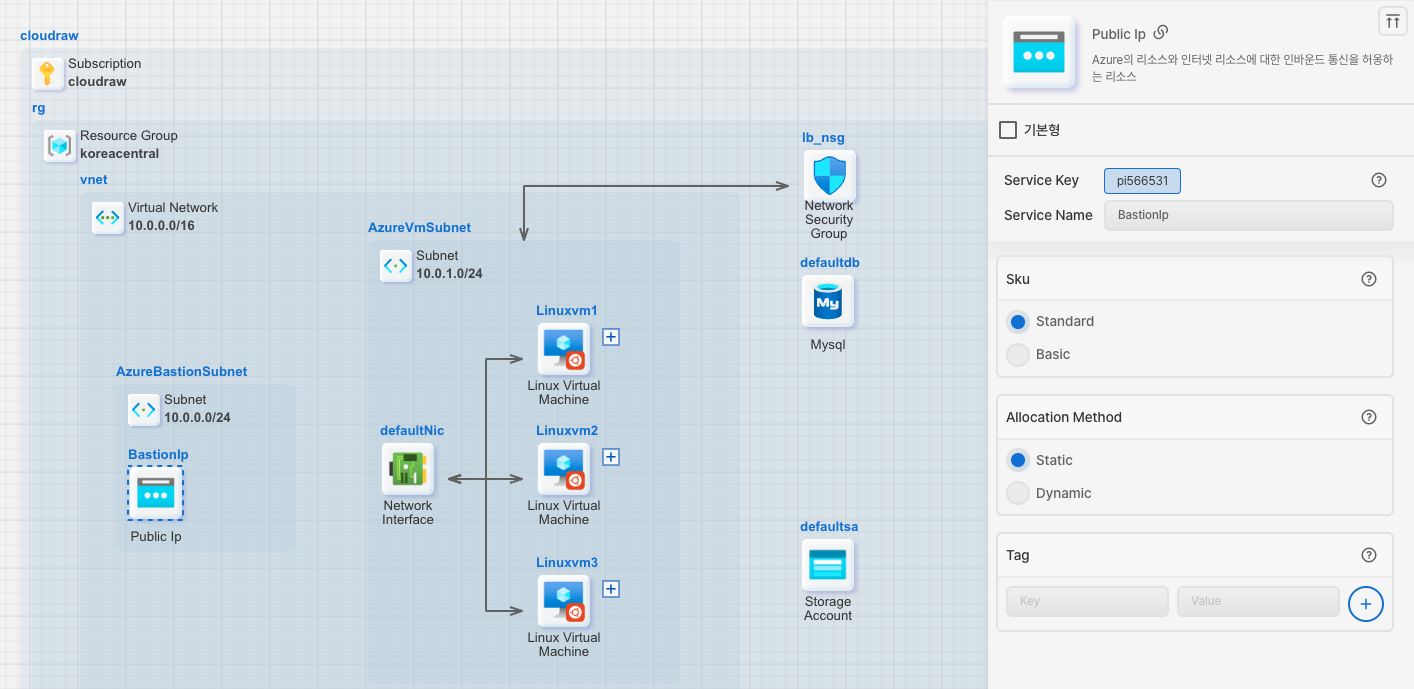 cloudraw
Subscription
cloudraw
rg
Resource Group
koreacentral
vnet
Virtual Network
10.0.0.0/16
AzureVmSubnet
Subnet
10.0.1.0/24
AzureBastionSubnet
Subnet
10.0.0.0/24
BastionIp
Public Ip
defaultNic
Network
Interface
Linuxvm1
Linux Virtual
Machine
Linuxvm2
Linux Virtual
Machine
Linuxvm3
Linux Virtual
Machine
lb_nsg
Network
Security
Group
defaultdb
My
Mysql
defaultsa
Storage
Account
Public Ip
Azure의 리소스와 인터넷 리소스에 대한 인바운드 통신을 허용하
는 리소스
기본형
Service Key
pi566531
Service Name
BastionIp
Sku
Standard
Basic
Allocation Method
Static
Dynamic
Tag
Key
Value